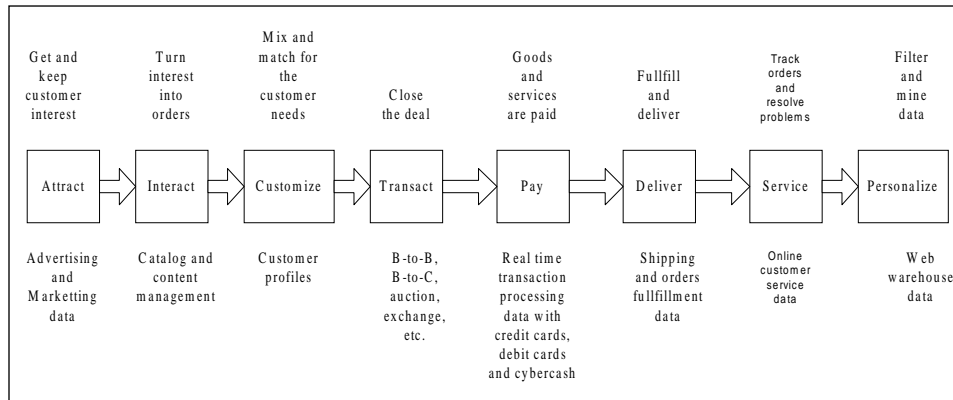 Get and
keep
customer
interest
Turn
interest
into
orders
Mix and
match for
the
customer
needs
Close
the deal
Goods
and
services
are paid
Fullfill
and
deliver
Track
orders
and
resolve
problems
Filter
and
mine
data
Attract
Interact
Customize
Transact
Pay
Deliver
Service
Personalize
Advertising
and
Marketting
data
Catalog and
content
management
Customer
profiles
B-to-B,
B-to-C,
auction,
exchange,
etc.
Real time
transaction
processing
data with
credit cards,
debit cards
and cybercash
Shipping
and orders
fullfillment
data
Online
customer
service
data
Web
warehouse
data